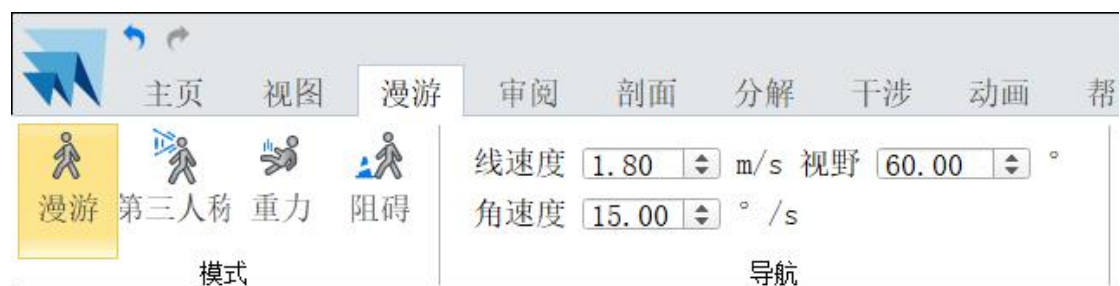 主页 视图 漫游 审阅 剖面 分解 干涉 动画 帮
漫游 第三人称 重力 阻碍
线速度 1.80 m/s 视野 60.00 °
角速度 15.00 ° /s
模式 导航